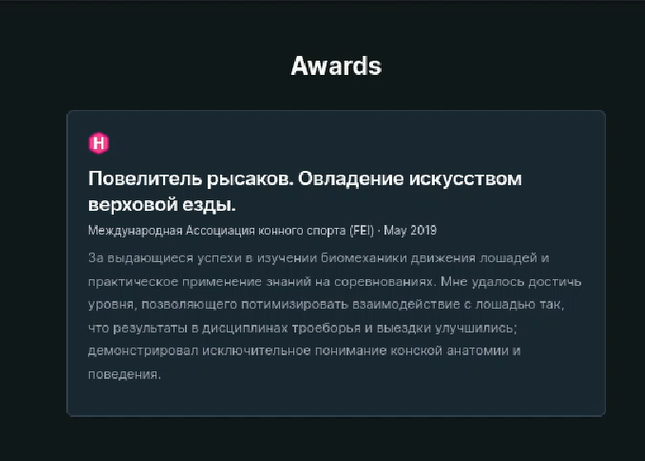 Awards
H
Повелитель рысаков. Овладение искусством
верховой езды.
Международная Ассоциация конного спорта (FEI) · May 2019
За выдающиеся успехи в изучении биомеханики движения лошадей и
практическое применение знаний на соревнованиях. Мне удалось достичь
уровня, позволяющего потимизировать взаимодействие с лошадью так,
что результаты в дисциплинах троеборья и выездки улучшились;
демонстрировал исключительное понимание конской анатомии и
поведения.